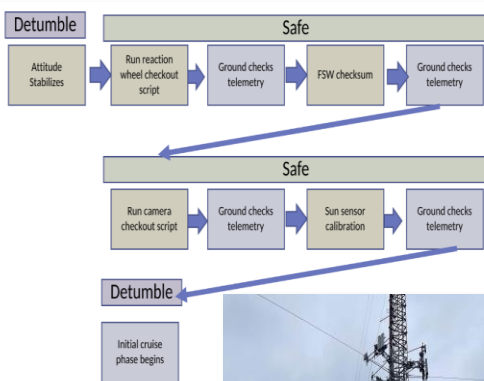 Detumble
Safe
Attitude
Stabilizes
Run reaction
wheel checkout
script
Ground checks
telemetry
FSW checksum
Ground checks
telemetry
Safe
Run camera
checkout script
Ground checks
telemetry
Sun sensor
calibration
Ground checks
telemetry
Detumble
Initial cruise
phase begins